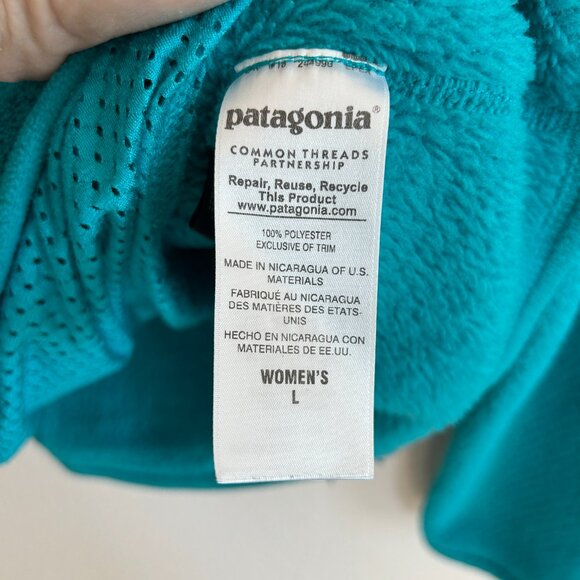 patagonia®
COMMON THREADS
PARTNERSHIP
Repair, Reuse, Recycle
This Product
www.patagonia.com
100% POLYESTER
EXCLUSIVE OF TRIM
MADE IN NICARAGUA OF U.S.
MATERIALS
FABRIQUÉ AU NICARAGUA
DES MATIÈRES DES ETATS-
UNIS
HECHO EN NICARAGUA CON
MATERIALES DE EE.UU.
WOMEN'S
L